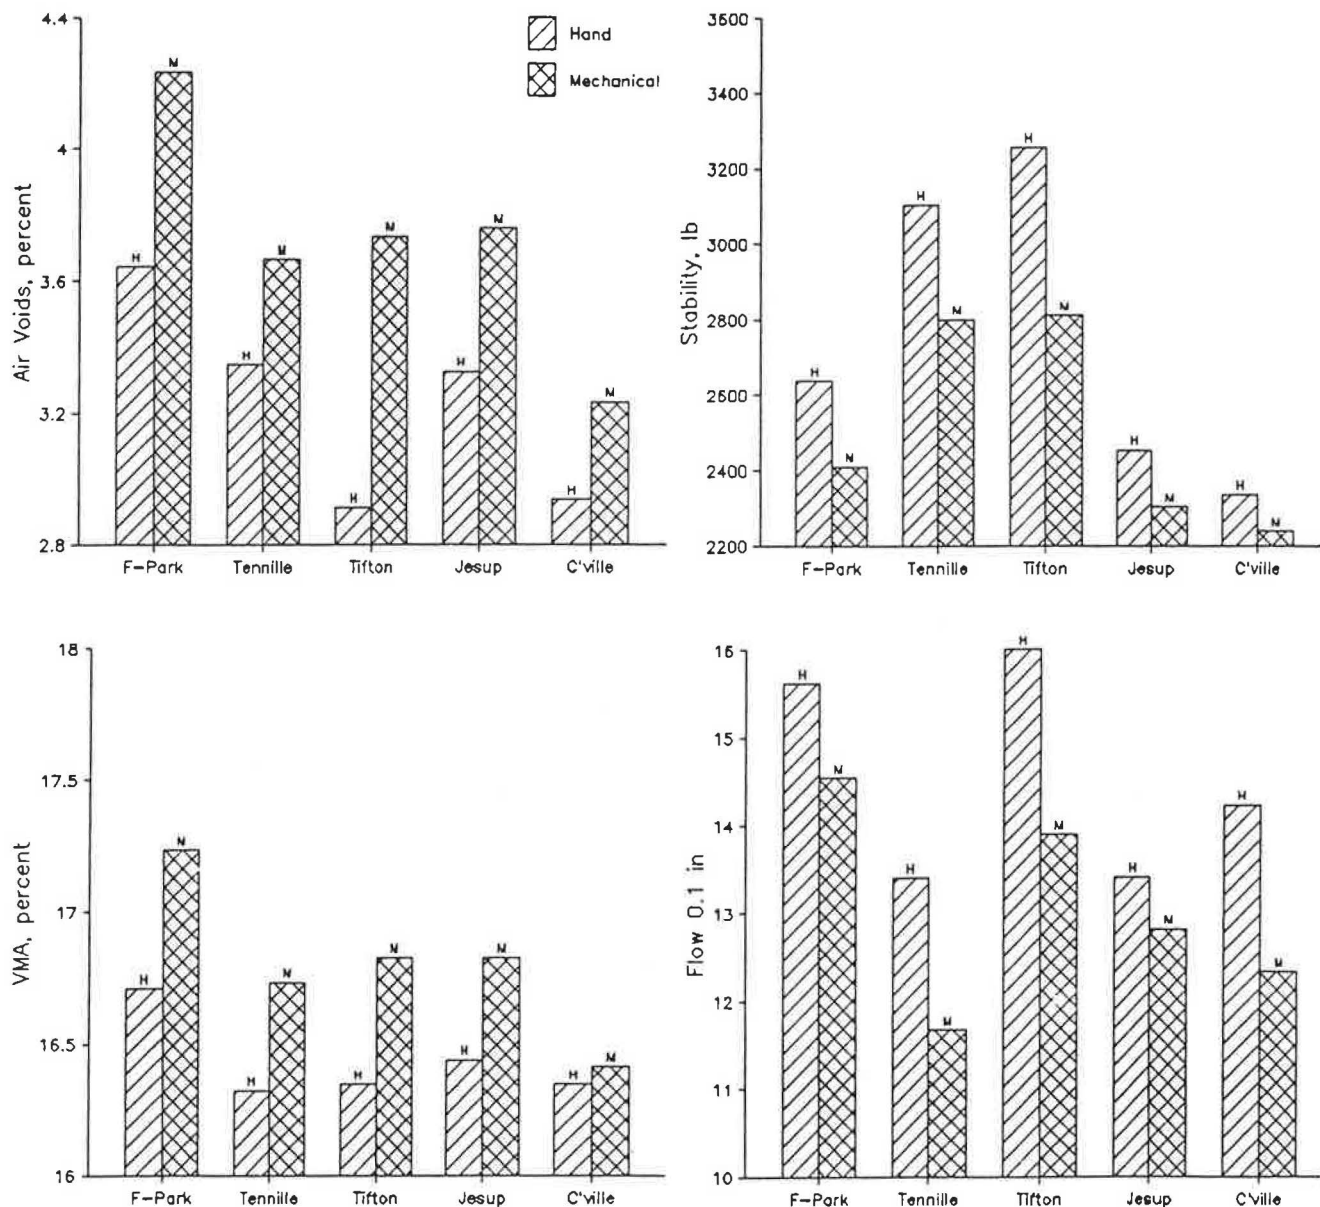 4.4
4
3.6
3.2
2.8
Air Voids, percent
H
M
H
M
H
M
H
M
H
M
F-Park
Tennille
Tifton
Jesup
C'ville
Hand
Mechanical
3600
3400
3200
3000
2800
2600
2400
2200
Stability, lb
H
M
H
M
H
M
H
M
H
M
F-Park
Tennille
Tifton
Jesup
C'ville
18
17.5
17
16.5
16
VMA, percent
H
M
H
M
H
M
H
M
H
M
F-Park
Tennille
Tifton
Jesup
C'ville
16
15
14
13
12
11
10
Flow 0.1 in
H
M
H
M
H
M
H
M
H
M
F-Park
Tennille
Tifton
Jesup
C'ville